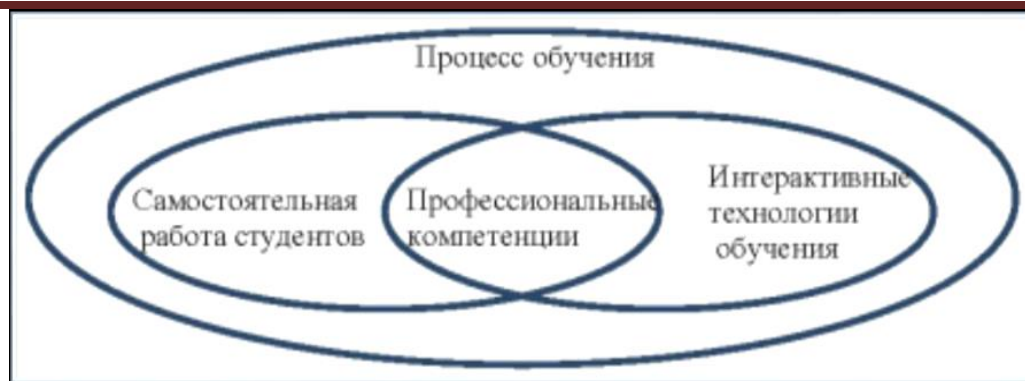 Процесс обучения
Самостоятельная
работа студентов
Профессиональные
компетенции
Интерактивные
технологии
обучения